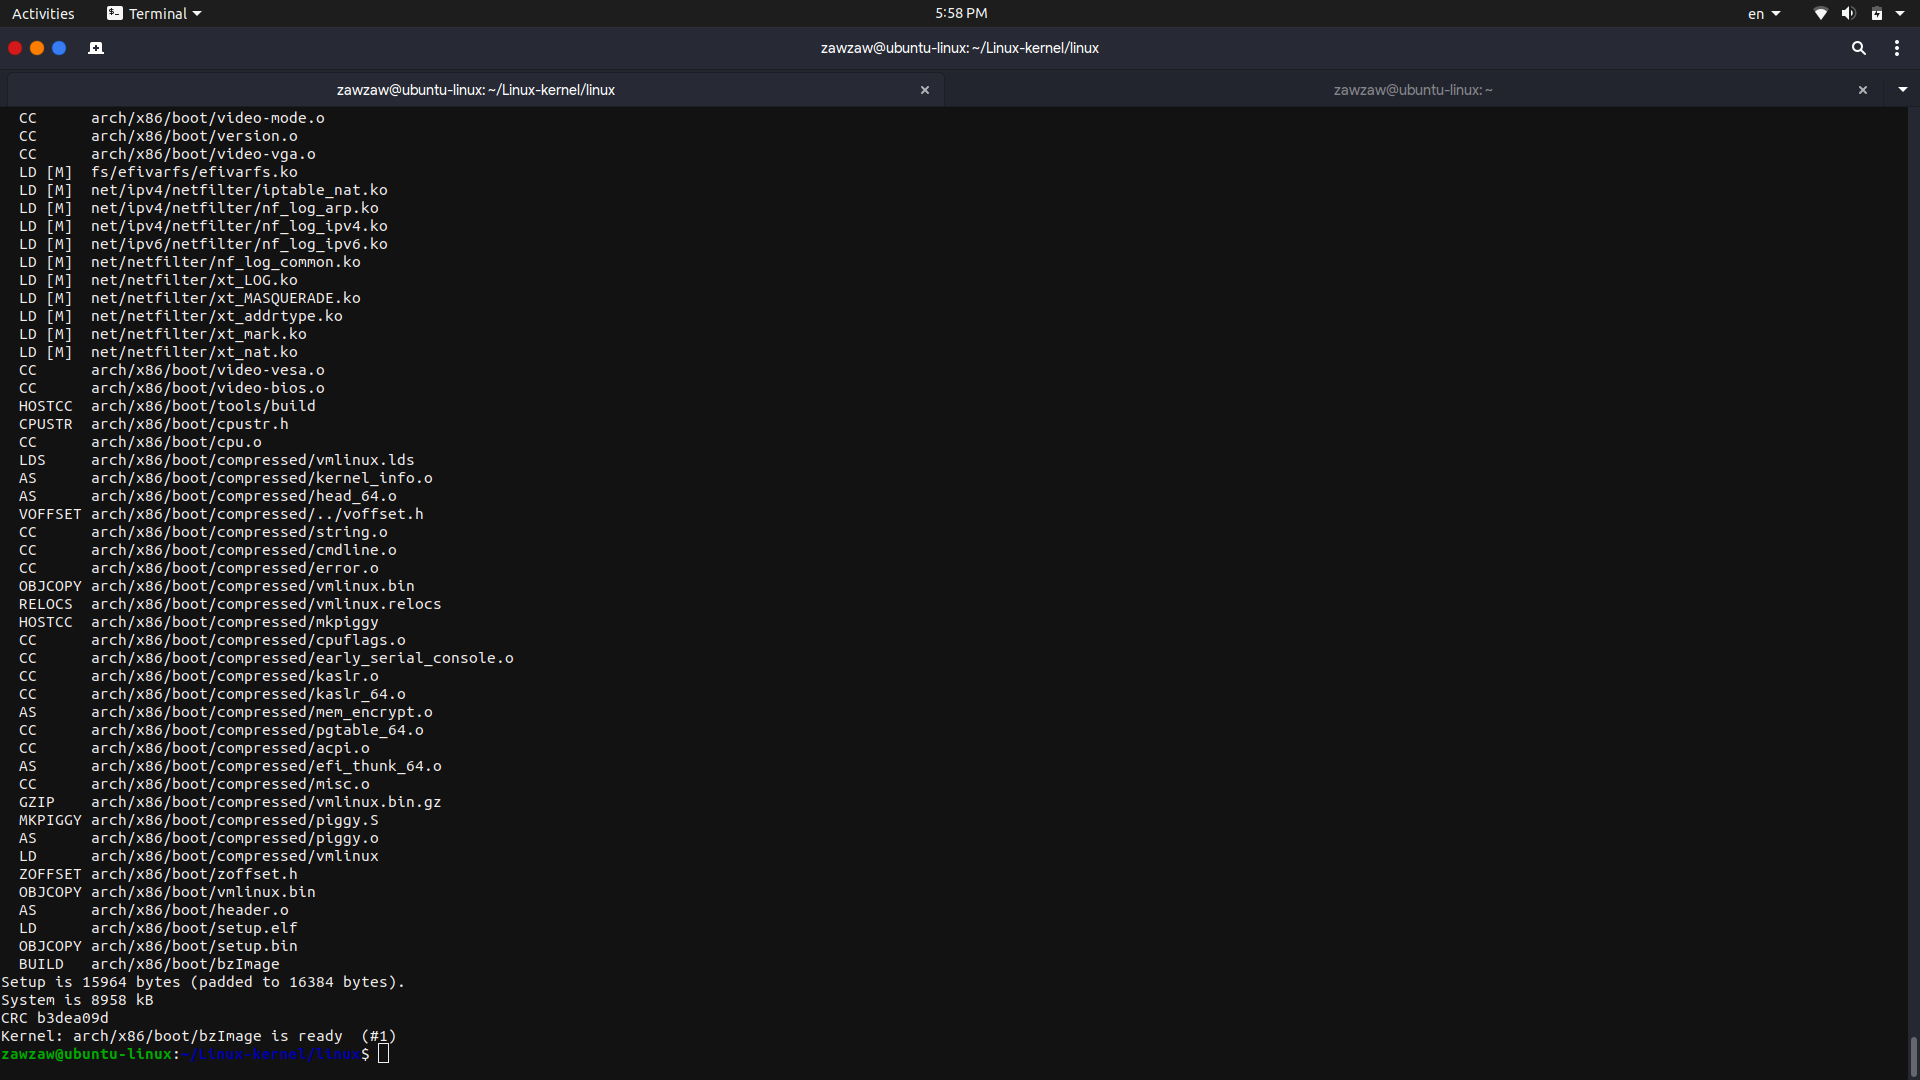 Activities Terminal 5:58 PM en
zawzaw@ubuntu-linux: ~/Linux-kernel/linux
zawzaw@ubuntu-linux: ~/Linux-kernel/linux zawzaw@ubuntu-linux: ~
CC arch/x86/boot/video-mode.o
CC arch/x86/boot/version.o
CC arch/x86/boot/video-vga.o
LD [M] fs/efivarfs/efivarfs.ko
LD [M] net/ipv4/netfilter/iptable_nat.ko
LD [M] net/ipv4/netfilter/nf_log_arp.ko
LD [M] net/ipv4/netfilter/nf_log_ipv4.ko
LD [M] net/ipv6/netfilter/nf_log_ipv6.ko
LD [M] net/netfilter/nf_log_common.ko
LD [M] net/netfilter/xt_LOG.ko
LD [M] net/netfilter/xt_MASQUERADE.ko
LD [M] net/netfilter/xt_addrtype.ko
LD [M] net/netfilter/xt_mark.ko
LD [M] net/netfilter/xt_nat.ko
CC arch/x86/boot/video-vesa.o
CC arch/x86/boot/video-bios.o
HOSTCC arch/x86/boot/tools/build
CPUSTR arch/x86/boot/cpustr.h
CC arch/x86/boot/cpu.o
LDS arch/x86/boot/compressed/vmlinux.lds
AS arch/x86/boot/compressed/kernel_info.o
AS arch/x86/boot/compressed/head_64.o
VOFFSET arch/x86/boot/compressed/../voffset.h
CC arch/x86/boot/compressed/string.o
CC arch/x86/boot/compressed/cmdline.o
CC arch/x86/boot/compressed/error.o
OBJCOPY arch/x86/boot/compressed/vmlinux.bin
RELOCS arch/x86/boot/compressed/vmlinux.relocs
HOSTCC arch/x86/boot/compressed/mkpiggy
CC arch/x86/boot/compressed/cpuflags.o
CC arch/x86/boot/compressed/early_serial_console.o
CC arch/x86/boot/compressed/kaslr.o
CC arch/x86/boot/compressed/kaslr_64.o
AS arch/x86/boot/compressed/mem_encrypt.o
CC arch/x86/boot/compressed/pgtable_64.o
CC arch/x86/boot/compressed/acpi.o
AS arch/x86/boot/compressed/efi_thunk_64.o
CC arch/x86/boot/compressed/misc.o
GZIP arch/x86/boot/compressed/vmlinux.bin.gz
MKPIGGY arch/x86/boot/compressed/piggy.S
AS arch/x86/boot/compressed/piggy.o
LD arch/x86/boot/compressed/vmlinux
ZOFFSET arch/x86/boot/zoffset.h
OBJCOPY arch/x86/boot/vmlinux.bin
AS arch/x86/boot/header.o
LD arch/x86/boot/setup.elf
OBJCOPY arch/x86/boot/setup.bin
BUILD arch/x86/boot/bzImage
Setup is 15964 bytes (padded to 16384 bytes).
System is 8958 kB
CRC b3dea09d
Kernel: arch/x86/boot/bzImage is ready (#1)
zawzaw@ubuntu-linux:~/Linux-kernel/linux$